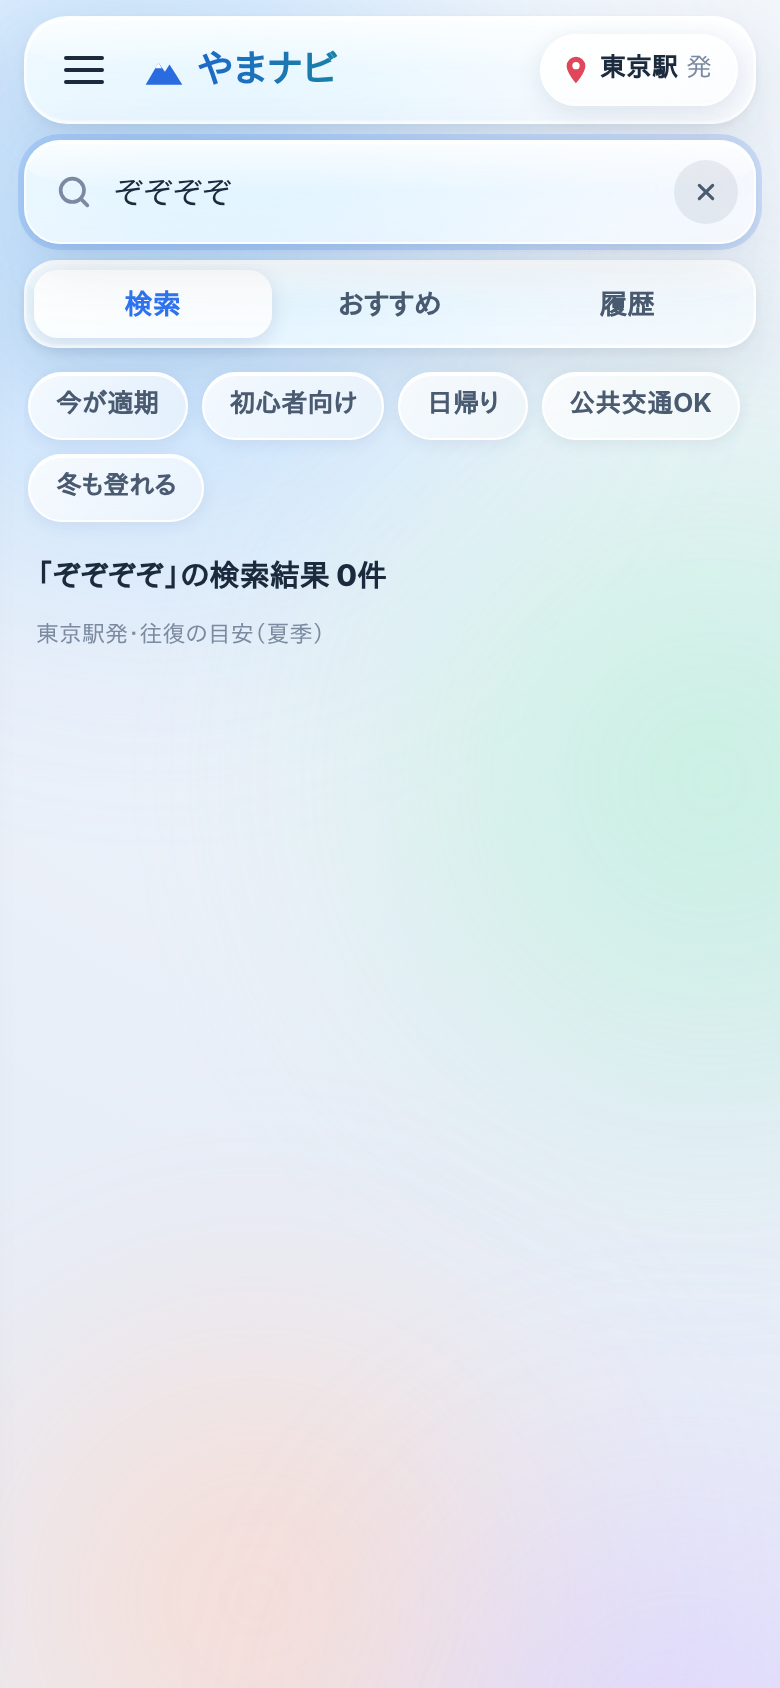 やまナビ
東京駅 発
ぞぞぞぞ
検索 おすすめ 履歴
今が適期 初心者向け 日帰り 公共交通OK
冬も登れる
「ぞぞぞぞ」の検索結果 0件
東京駅発・往復の目安（夏季）